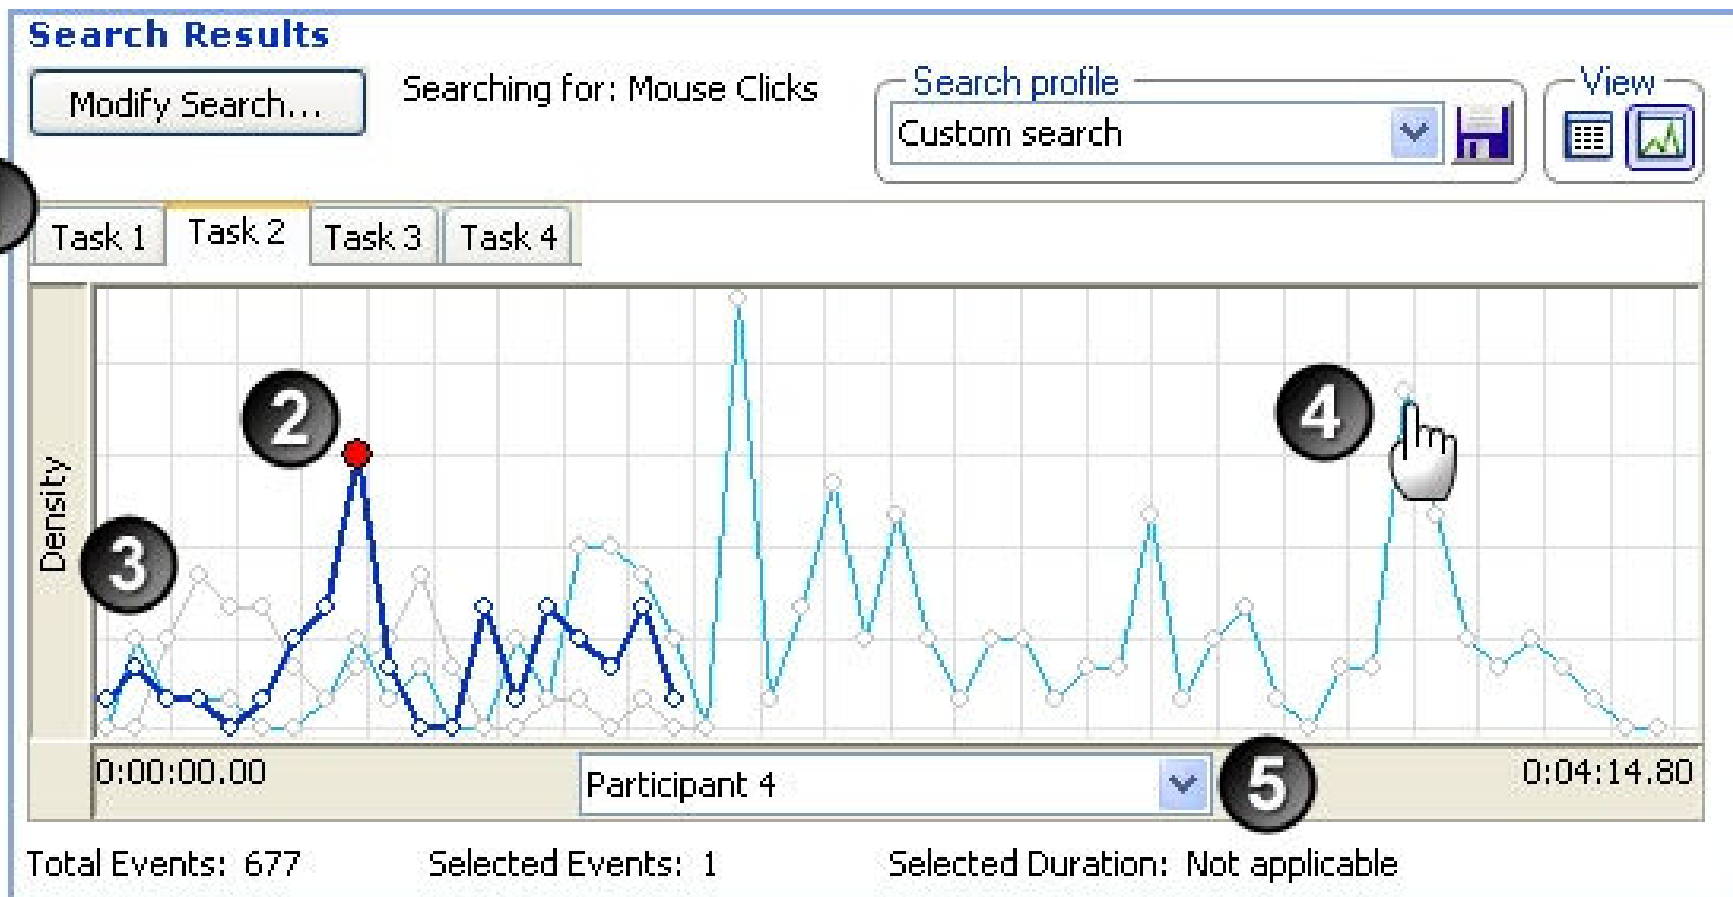 Search Results
Modify Search...
Searching for: Mouse Clicks
Search profile
Custom search
View
Task 1
Task 2
Task 3
Task 4
2
4
Density
3
0:00:00.00
Participant 4
5
0:04:14.80
Total Events: 677
Selected Events: 1
Selected Duration: Not applicable